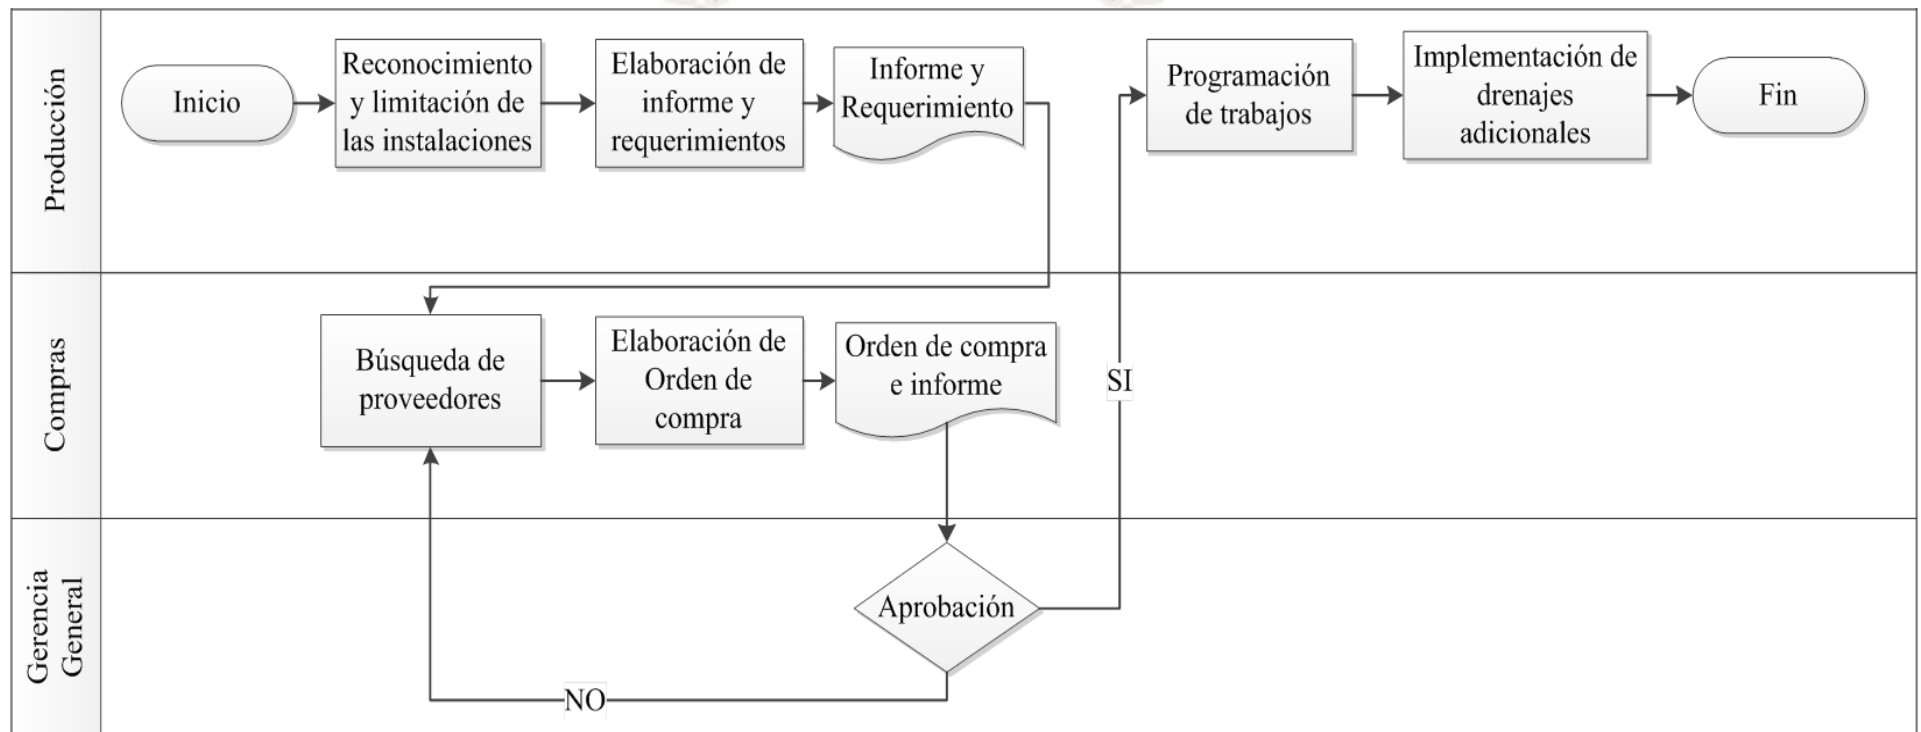 Producción
Inicio
Reconocimiento
y limitación de
las instalaciones
Elaboración de
informe y
requerimientos
Informe y
Requerimiento
Programación
de trabajos
Implementación de
drenajes
adicionales
Fin
Compras
Búsqueda de
proveedores
Elaboración de
Orden de
compra
Orden de compra
e informe
SI
Gerencia
General
Aprobación
NO